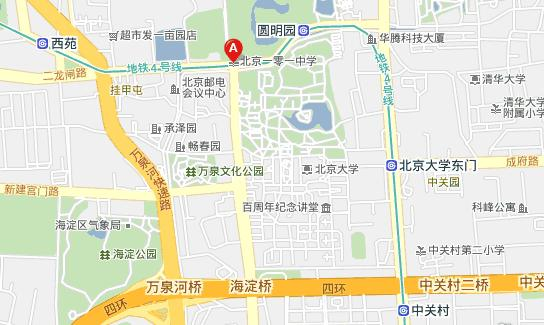 圆明园
西苑
超市发一亩园店
华腾科技大厦
A
北京一零一中学
地铁4号线
二龙闸路
挂甲屯
北京邮电
会议中心
地铁4号线
清华大学
清华大学
附属小学
承泽园
畅春园
万泉河快速路
万泉文化公园
北京大学
北京大学东门
成府路
中关园
新建宫门路
百周年纪念讲堂
科峰公寓
海淀区气象局
海淀公园
中关村第二小学
万泉河桥
海淀桥
四环
中关村二桥
中关
四环
中关村